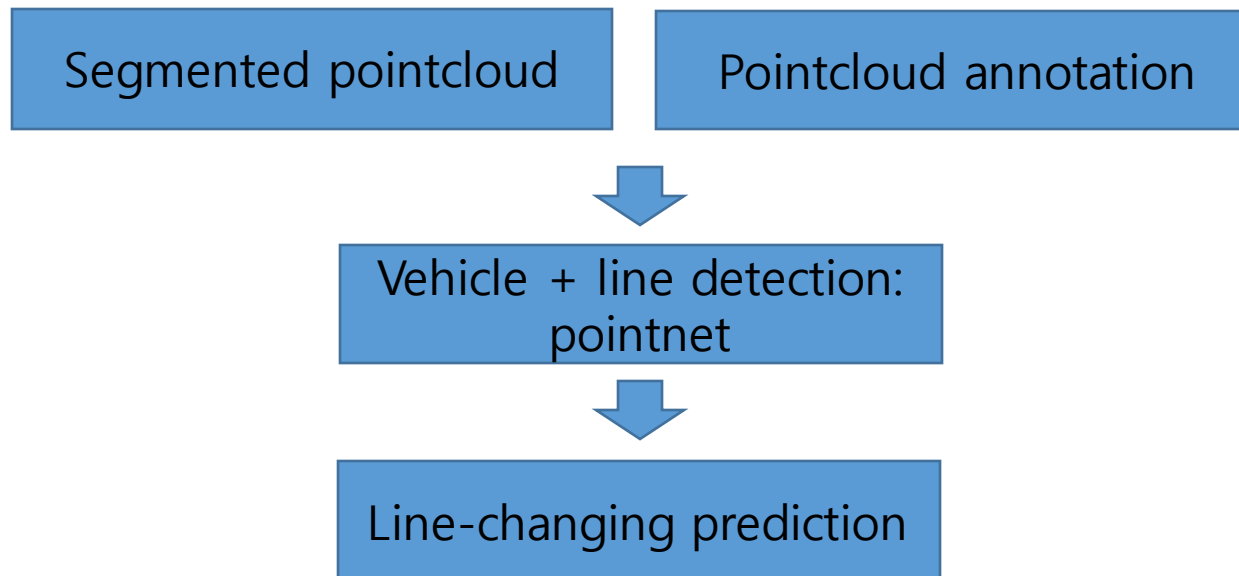 Segmented pointcloud
Pointcloud annotation
Vehicle + line detection:
pointnet
Line-changing prediction